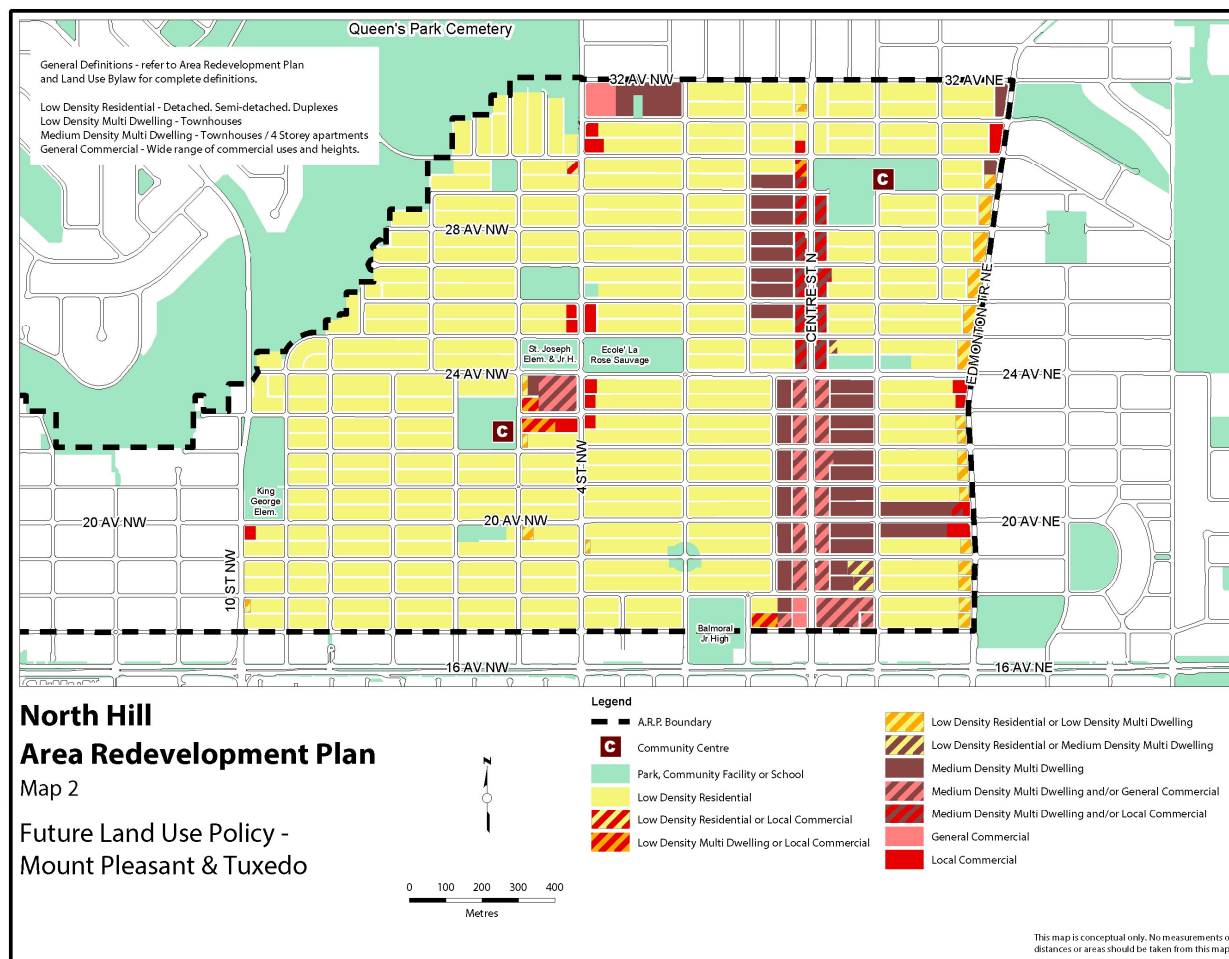 Queen's Park Cemetery
General Definitions - refer to Area Redevelopment Plan
and Land Use Bylaw for complete definitions.
Low Density Residential - Detached. Semi-detached. Duplexes
Low Density Multi Dwelling - Townhouses
Medium Density Multi Dwelling - Townhouses / 4 Storey apartments
General Commercial - Wide range of commercial uses and heights.
32 AV NW
32 AV NE
C
28 AV NW
CENTRE ST N
EDMONTON TR NE
St. Joseph
Elem. & Jr H.
Ecole' La
Rose Sauvage
24 AV NW
24 AV NE
C
4 ST NW
King
George
Elem.
20 AV NW
20 AV NW
20 AV NE
10 ST NW
Balmoral
Jr High
16 AV NW
16 AV NE
North Hill
Area Redevelopment Plan
Map 2
Future Land Use Policy -
Mount Pleasant & Tuxedo
N
0 100 200 300 400
Metres
Legend
A.R.P. Boundary
C Community Centre
Park, Community Facility or School
Low Density Residential
Low Density Residential or Local Commercial
Low Density Multi Dwelling or Local Commercial
Low Density Residential or Low Density Multi Dwelling
Low Density Residential or Medium Density Multi Dwelling
Medium Density Multi Dwelling
Medium Density Multi Dwelling and/or General Commercial
Medium Density Multi Dwelling and/or Local Commercial
General Commercial
Local Commercial
This map is conceptual only. No measurements o
distances or areas should be taken from this map